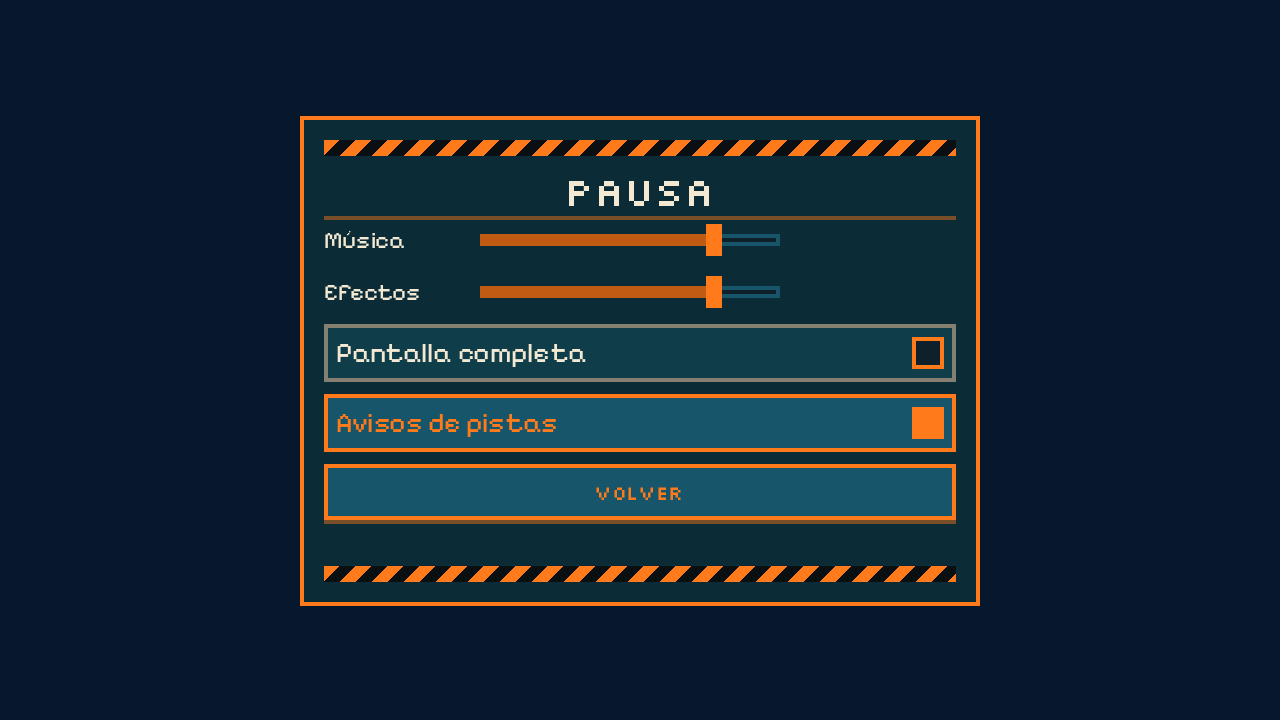 PAUSA
Música
Efectos
Pantalla completa
Avisos de pistas
VOLVER